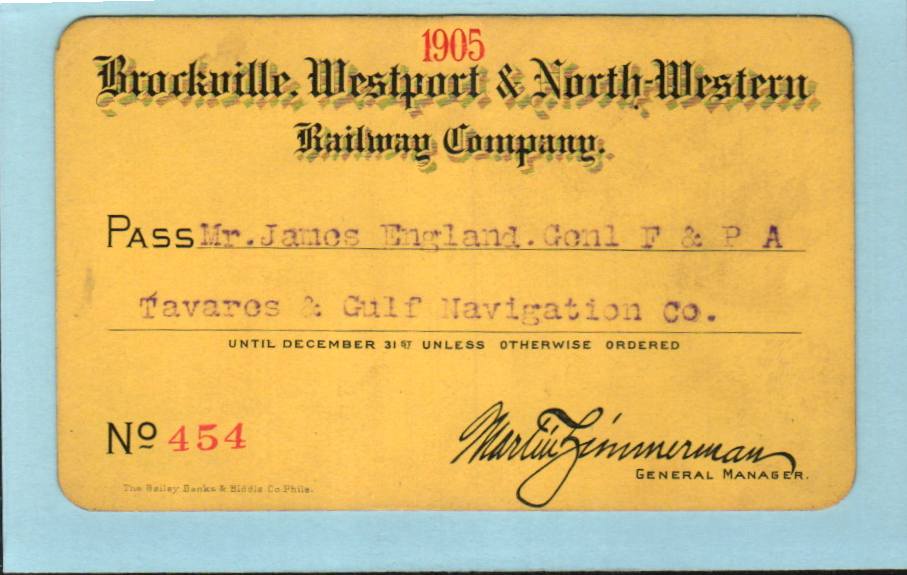 1905
Brockville, Westport & North-Western
Railway Company.
PASS Mr. James England. Genl F & P A
Tavares & Gulf Navigation Co.
UNTIL DECEMBER 31ST UNLESS OTHERWISE ORDERED
No 454
Martin Zimmerman
GENERAL MANAGER.
The Bailey Banks & Biddle Co. Phila.